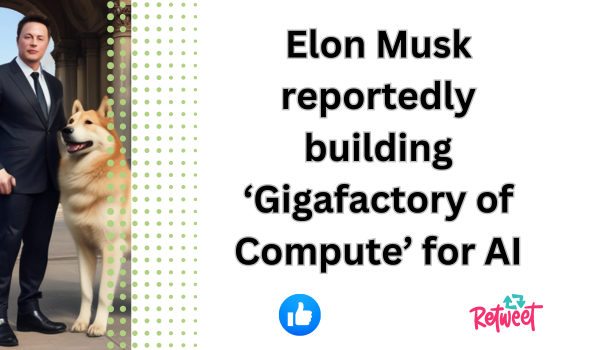 Elon Musk
reportedly
building
‘Gigafactory of
Compute’ for AI
Retweet